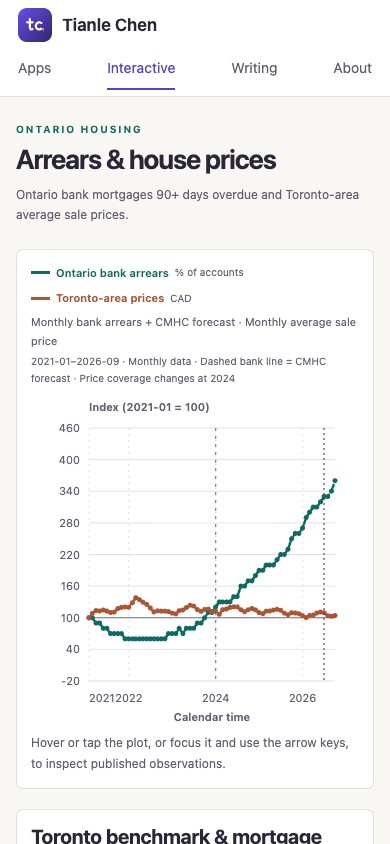 tc
Tianle Chen
Apps Interactive Writing About
ONTARIO HOUSING
Arrears & house prices
Ontario bank mortgages 90+ days overdue and Toronto-area
average sale prices.
Ontario bank arrears % of accounts
Toronto-area prices CAD
Monthly bank arrears + CMHC forecast · Monthly average sale
price
2021-01–2026-09 · Monthly data · Dashed bank line = CMHC
forecast · Price coverage changes at 2024
Index (2021-01 = 100)
460
400
340
280
220
160
100
40
-20
2021 2022 2024 2026
Calendar time
Hover or tap the plot, or focus it and use the arrow keys,
to inspect published observations.
Toronto benchmark & mortgage